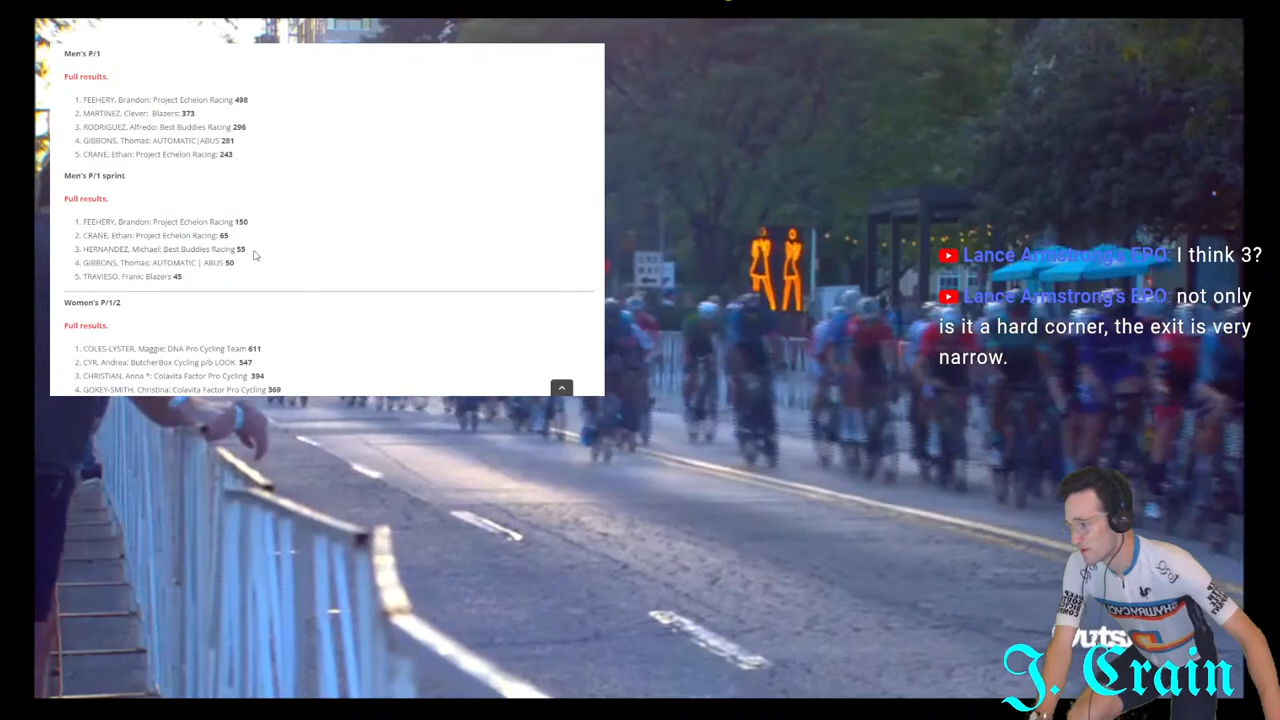 Men's P/1
Full results.
1. FEEHERY, Brandon: Project Echelon Racing 498
2. MARTINEZ, Clever: Blazers: 373
3. RODRIGUEZ, Alfredo: Best Buddies Racing 296
4. GIBBONS, Thomas: AUTOMATIC|ABUS 281
5. CRANE, Ethan: Project Echelon Racing: 243
Men's P/1 sprint
Full results.
1. FEEHERY, Brandon: Project Echelon Racing 150
2. CRANE, Ethan: Project Echelon Racing: 65
3. HERNANDEZ, Michael: Best Buddies Racing 55
4. GIBBONS, Thomas: AUTOMATIC | ABUS 50
5. TRAVIESO, Frank: Blazers 45
Women's P/1/2
Full results.
1. COLES-LYSTER, Maggie: DNA Pro Cycling Team 611
2. CYR, Andrea: ButcherBox Cycling p/b LOOK 547
3. CHRISTIAN, Anna *: Colavita Factor Pro Cycling 394
4. GOKEY-SMITH, Christina: Colavita Factor Pro Cycling 369
Lance Armstrong's EPO: I think 3?
Lance Armstrong's EPO: not only
is it a hard corner, the exit is very
narrow.
J. Crain